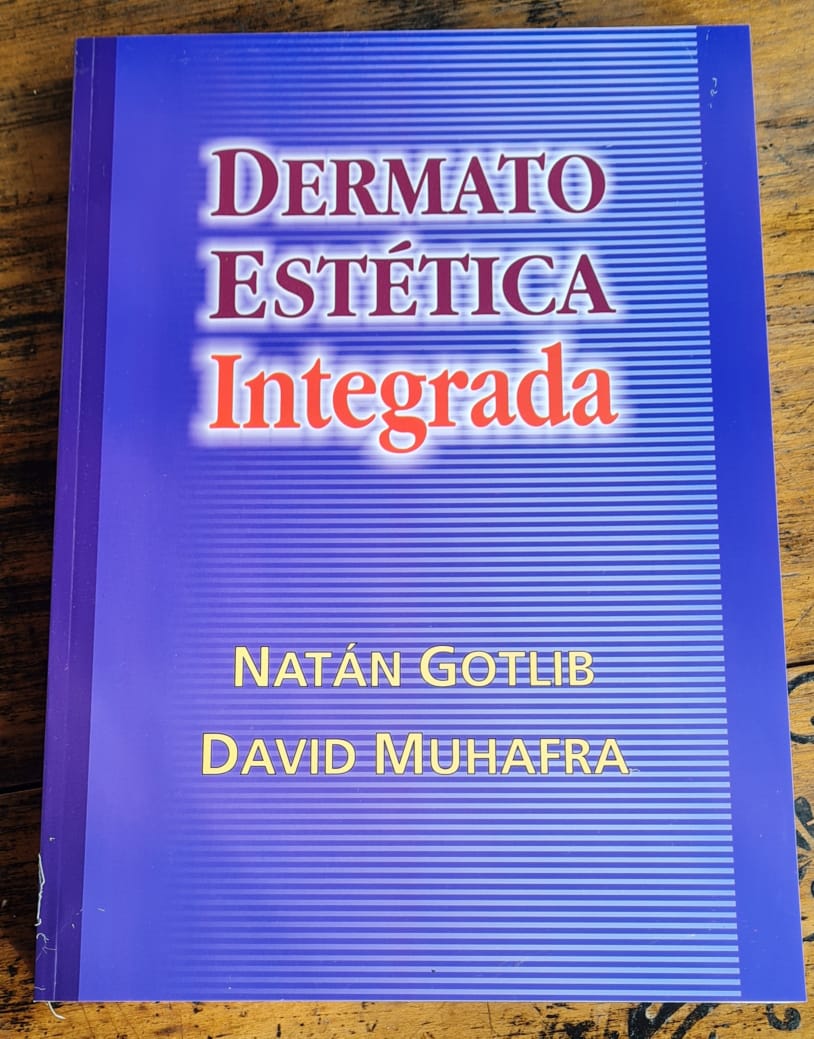 DERMATO
ESTÉTICA
Integrada
NATÁN GOTLIB
DAVID MUHAFRA